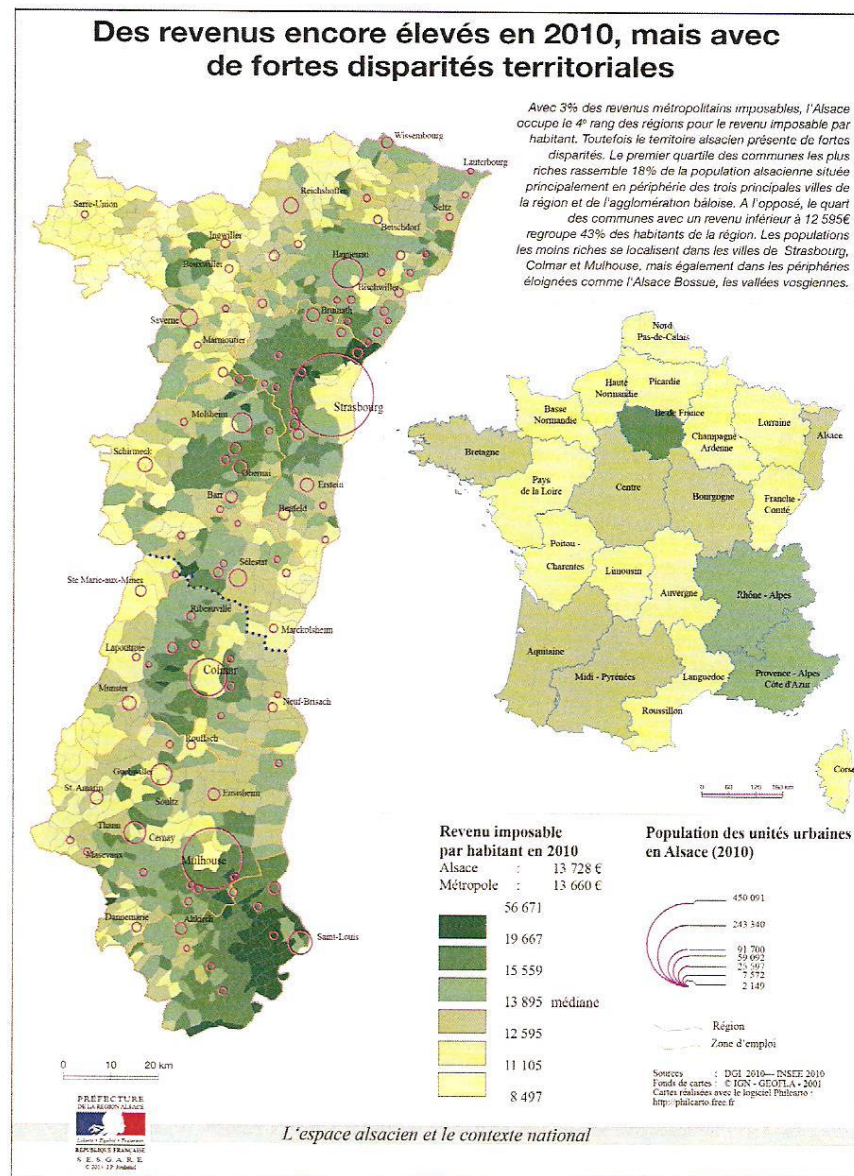 Des revenus encore élevés en 2010, mais avec
de fortes disparités territoriales
Avec 3% des revenus métropolitains imposables, l'Alsace
occupe le 4e rang des régions pour le revenu imposable par
habitant. Toutefois le territoire alsacien présente de fortes
disparités. Le premier quartile des communes les plus
riches rassemble 18% de la population alsacienne située
principalement en périphérie des trois principales villes de
la région et de l'agglomération bâloise. A l'opposé, le quart
des communes avec un revenu inférieur à 12 595€
regroupe 43% des habitants de la région. Les populations
les moins riches se localisent dans les villes de Strasbourg,
Colmar et Mulhouse, mais également dans les périphéries
éloignées comme l'Alsace Bossue, les vallées vosgiennes.
Wissembourg
Lauterbourg
Reichshoffen
Sarre-Union
Seltz
Betschdorf
Ingwiller
Haguenau
Bouxwiller
Bischwiller
Brumath
Saverne
Marmoutier
Strasbourg
Molsheim
Schirmeck
Obernai
Erstein
Barr
Benfeld
Sélestat
Ste Marie-aux-Mines
Ribeauvillé
Marckolsheim
Lapoutroie
Colmar
Munster
Neuf-Brisach
Rouffach
Guebwiller
St. Amarin
Soultz
Ensisheim
Thann
Cernay
Masevaux
Mulhouse
Dannemarie
Altkirch
Saint-Louis
0 10 20 km
Nord
Pas-de-Calais
Haute
Normandie
Picardie
Basse
Normandie
Ile de France
Lorraine
Champagne
Ardenne
Alsace
Bretagne
Pays
de la Loire
Centre
Bourgogne
Franche -
Comté
Poitou -
Charentes
Limousin
Auvergne
Rhône - Alpes
Aquitaine
Midi - Pyrénées
Languedoc
Roussillon
Provence - Alpes
Côte d'Azur
Corse
0 60 120 180 km
Revenu imposable
par habitant en 2010
Alsace : 13 728 €
Métropole : 13 660 €
56 671
19 667
15 559
13 895 médiane
12 595
11 105
8 497
Population des unités urbaines
en Alsace (2010)
450 091
243 340
91 700
59 092
25 597
7 572
2 149
Région
Zone d'emploi
Sources : DGI 2010— INSEE 2010
Fonds de cartes : © IGN - GEOFLA - 2001
Cartes réalisées avec le logiciel Philcarto :
http://philcarto.free.fr
PRÉFECTURE
DE LA RÉGION ALSACE
Liberté • Égalité • Fraternité
RÉPUBLIQUE FRANÇAISE
S. E. S. G. A. R. E.
L'espace alsacien et le contexte national